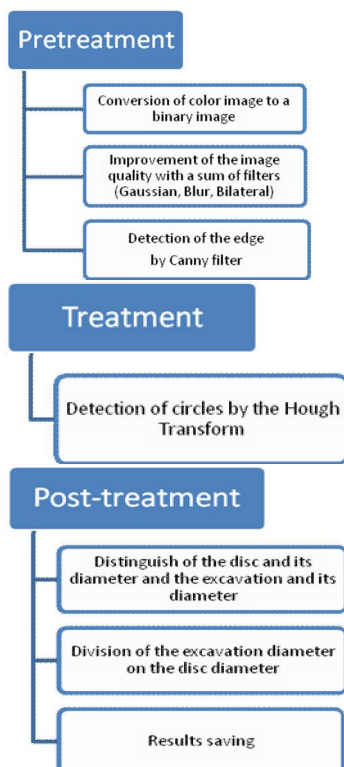 Pretreatment
Conversion of color image to a
binary image
Improvement of the image
quality with a sum of filters
(Gaussian, Blur, Bilateral)
Detection of the edge
by Canny filter
Treatment
Detection of circles by the Hough
Transform
Post-treatment
Distinguish of the disc and its
diameter and the excavation and its
diameter
Division of the excavation diameter
on the disc diameter
Results saving